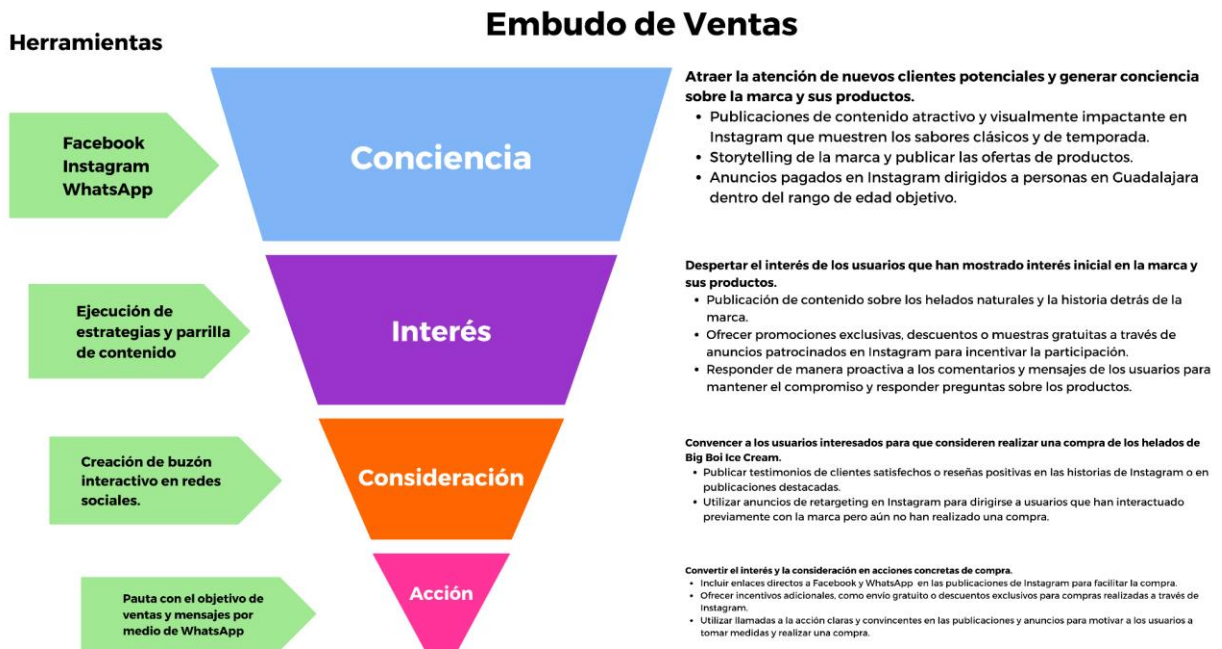 Embudo de Ventas
Herramientas
Facebook
Instagram
WhatsApp
Conciencia
Atraer la atención de nuevos clientes potenciales y generar conciencia
sobre la marca y sus productos.
• Publicaciones de contenido atractivo y visualmente impactante en
Instagram que muestren los sabores clásicos y de temporada.
• Storytelling de la marca y publicar las ofertas de productos.
• Anuncios pagados en Instagram dirigidos a personas en Guadalajara
dentro del rango de edad objetivo.
Ejecución de
estrategias y parrilla
de contenido
Interés
Despertar el interés de los usuarios que han mostrado interés inicial en la marca y
sus productos.
• Publicación de contenido sobre los helados naturales y la historia detrás de la
marca.
• Ofrecer promociones exclusivas, descuentos o muestras gratuitas a través de
anuncios patrocinados en Instagram para incentivar la participación.
• Responder de manera proactiva a los comentarios y mensajes de los usuarios para
mantener el compromiso y responder preguntas sobre los productos.
Creación de buzón
interactivo en redes
sociales.
Consideración
Convencer a los usuarios interesados para que consideren realizar una compra de los helados de
Big Boi Ice Cream.
• Publicar testimonios de clientes satisfechos o reseñas positivas en las historias de Instagram o en
publicaciones destacadas.
• Utilizar anuncios de retargeting en Instagram para dirigirse a usuarios que han interactuado
previamente con la marca pero aún no han realizado una compra.
Pauta con el objetivo de
ventas y mensajes por
medio de WhatsApp
Acción
Convertir el interés y la consideración en acciones concretas de compra.
• Incluir enlaces directos a Facebook y WhatsApp en las publicaciones de Instagram para facilitar la compra.
• Ofrecer incentivos adicionales, como envío gratuito o descuentos exclusivos para compras realizadas a través de
Instagram.
• Utilizar llamadas a la acción claras y convincentes en las publicaciones y anuncios para motivar a los usuarios a
tomar medidas y realizar una compra.